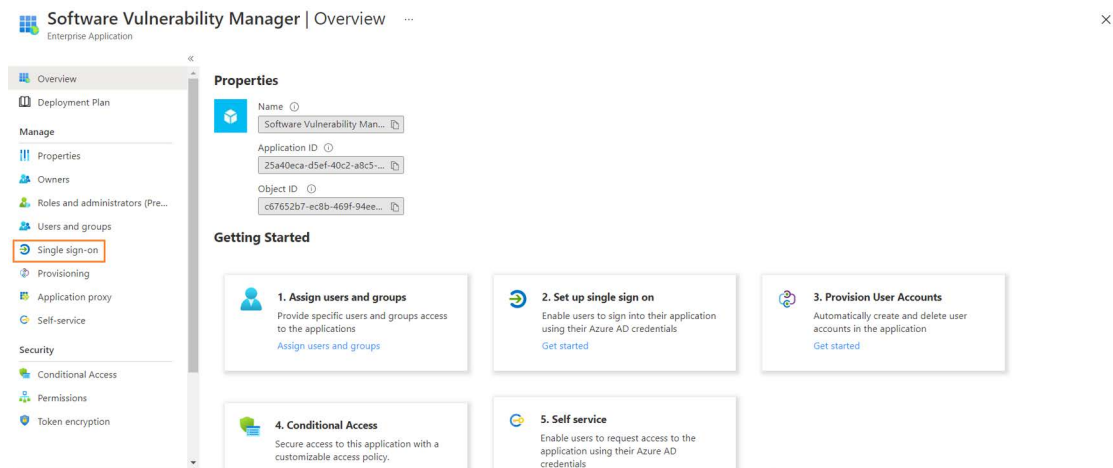 Software Vulnerability Manager | Overview ...
Enterprise Application
«
Overview
Deployment Plan
Manage
Properties
Owners
Roles and administrators (Pre...
Users and groups
Single sign-on
Provisioning
Application proxy
Self-service
Security
Conditional Access
Permissions
Token encryption
Properties
Name
Software Vulnerability Man...
Application ID
25a40eca-d5ef-40c2-a8c5-...
Object ID
c67652b7-ec8b-469f-94ee...
Getting Started
1. Assign users and groups
Provide specific users and groups access
to the applications
Assign users and groups
2. Set up single sign on
Enable users to sign into their application
using their Azure AD credentials
Get started
3. Provision User Accounts
Automatically create and delete user
accounts in the application
Get started
4. Conditional Access
Secure access to this application with a
customizable access policy.
5. Self service
Enable users to request access to the
application using their Azure AD
credentials